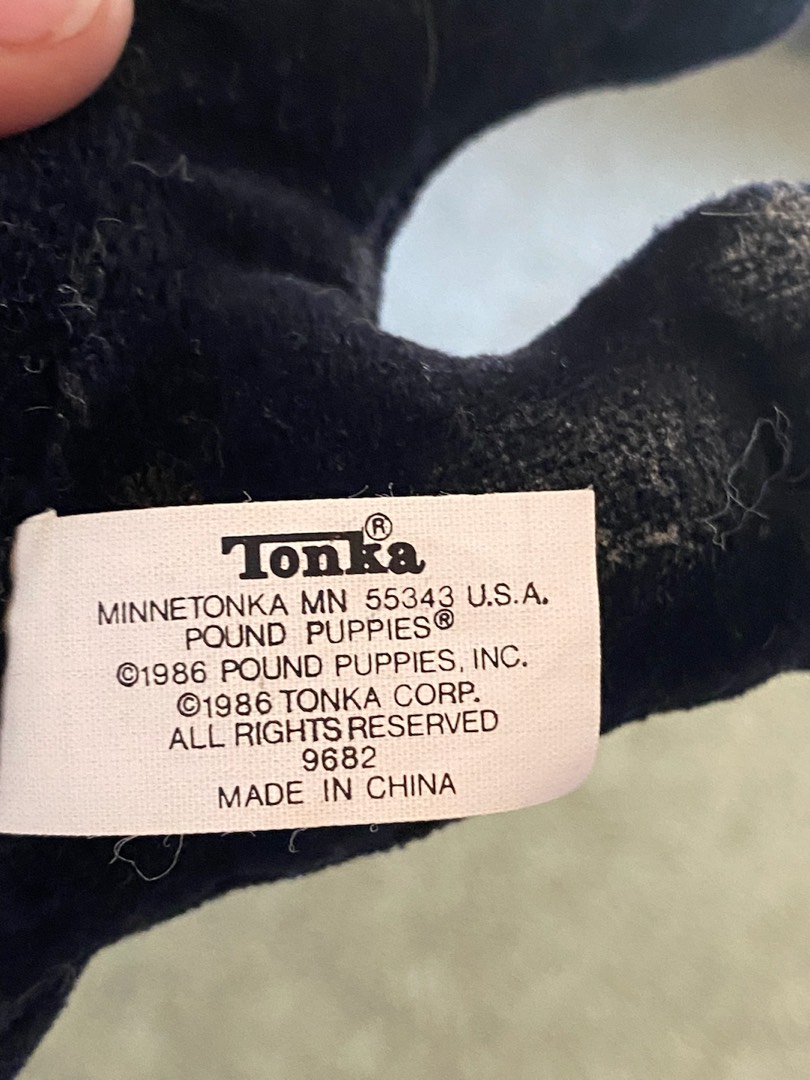 Tonka®
MINNETONKA MN 55343 U.S.A.
POUND PUPPIES®
©1986 POUND PUPPIES, INC.
©1986 TONKA CORP.
ALL RIGHTS RESERVED
9682
MADE IN CHINA